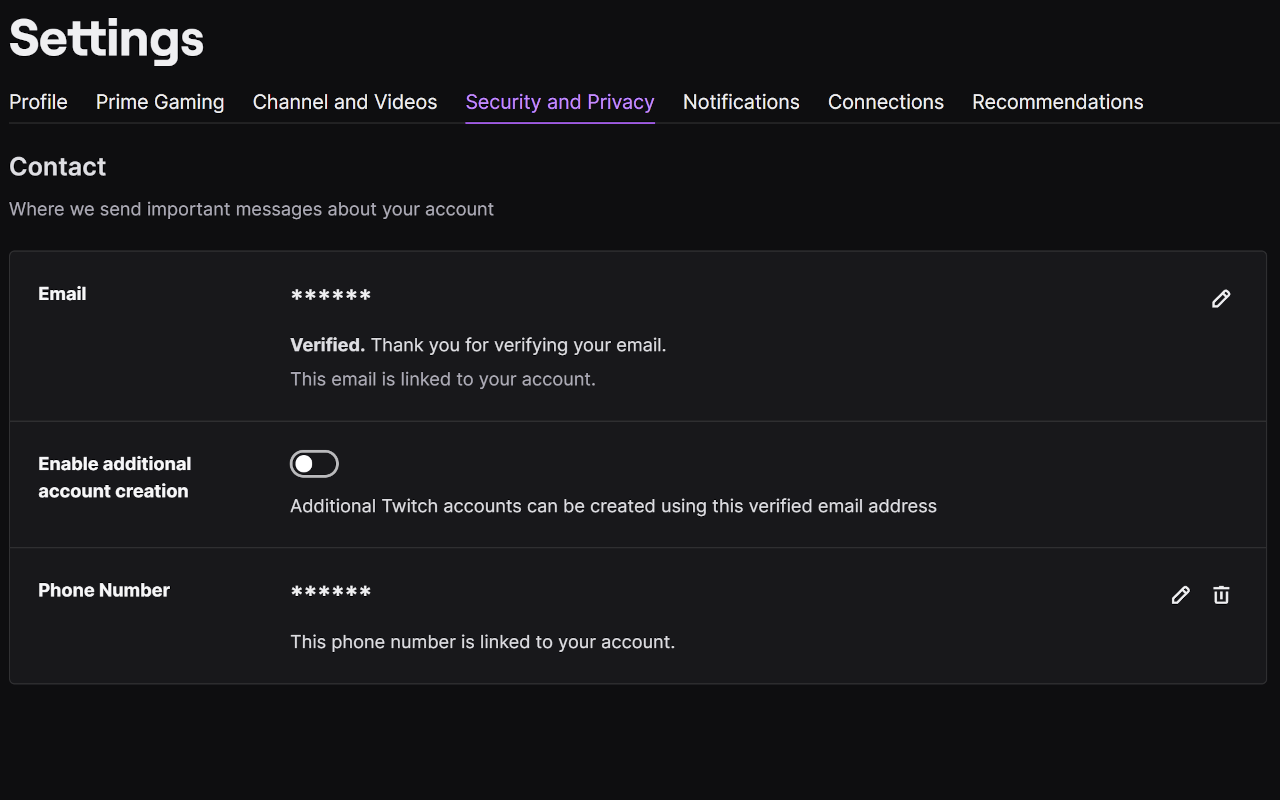 Settings
Profile Prime Gaming Channel and Videos Security and Privacy Notifications Connections Recommendations
Contact
Where we send important messages about your account
Email ******
Verified. Thank you for verifying your email.
This email is linked to your account.
Enable additional
account creation
Additional Twitch accounts can be created using this verified email address
Phone Number ******
This phone number is linked to your account.